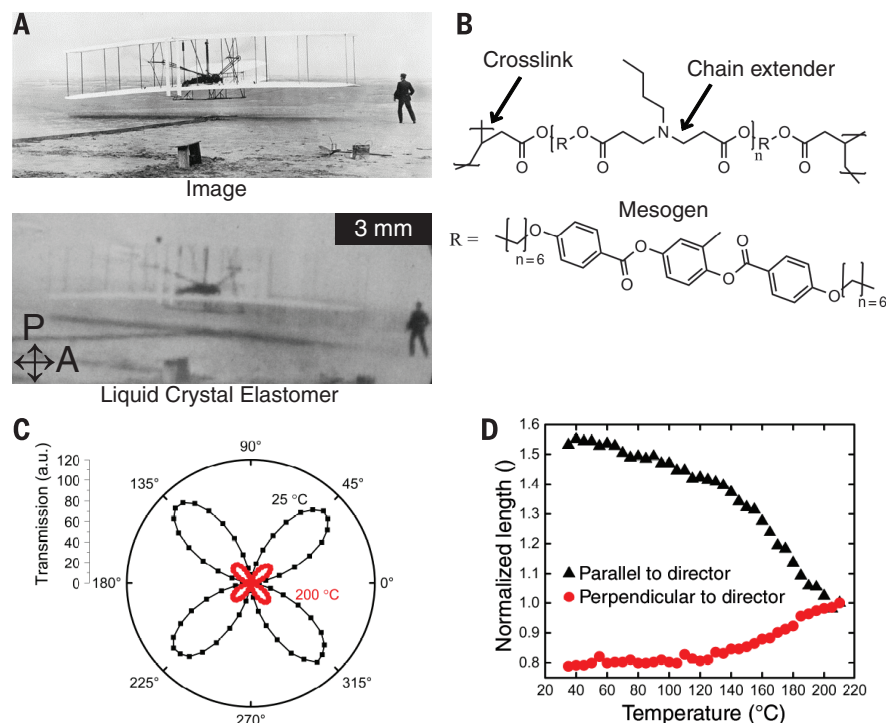 A
Image
3 mm
P
A
Liquid Crystal Elastomer
B
Crosslink
Chain extender
O
R
O
O
N
O
O
n
R
O
O
O
Mesogen
R =
n=6
O
O
O
O
O
O
n=6
C
Transmission (a.u.)
120
100
80
60
40
20
0
90°
135°
45°
25 °C
180°
0°
200 °C
225°
315°
270°
D
Normalized length ()
1.6
1.5
1.4
1.3
1.2
1.1
1.0
0.9
0.8
Parallel to director
Perpendicular to director
20 40 60 80 100 120 140 160 180 200 220
Temperature (°C)